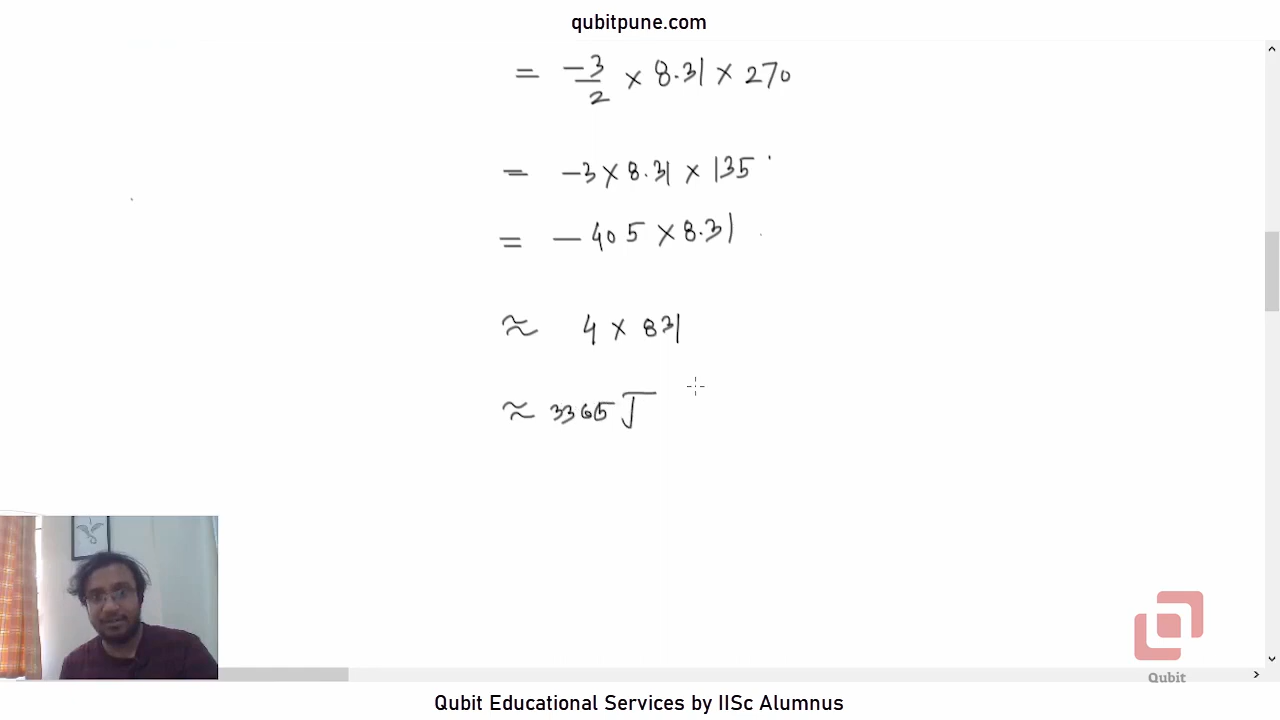 qubitpune.com
= -3/2 × 8.31 × 270
= -3 × 8.31 × 135
= - 405 × 8.31
≈ 4 × 831
≈ 3365 J
Qubit
Qubit Educational Services by IISc Alumnus